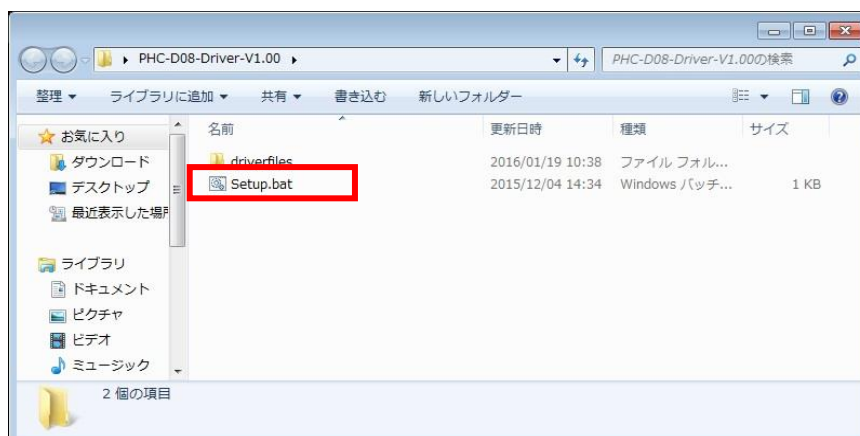 PHC-D08-Driver-V1.00
PHC-D08-Driver-V1.00の検索
整理 ライブラリに追加 共有 書き込む 新しいフォルダー
お気に入り
ダウンロード
デスクトップ
最近表示した場所
ライブラリ
ドキュメント
ピクチャ
ビデオ
ミュージック
名前 更新日時 種類 サイズ
driverfiles 2016/01/19 10:38 ファイル フォル...
Setup.bat 2015/12/04 14:34 Windows バッチ... 1 KB
2 個の項目